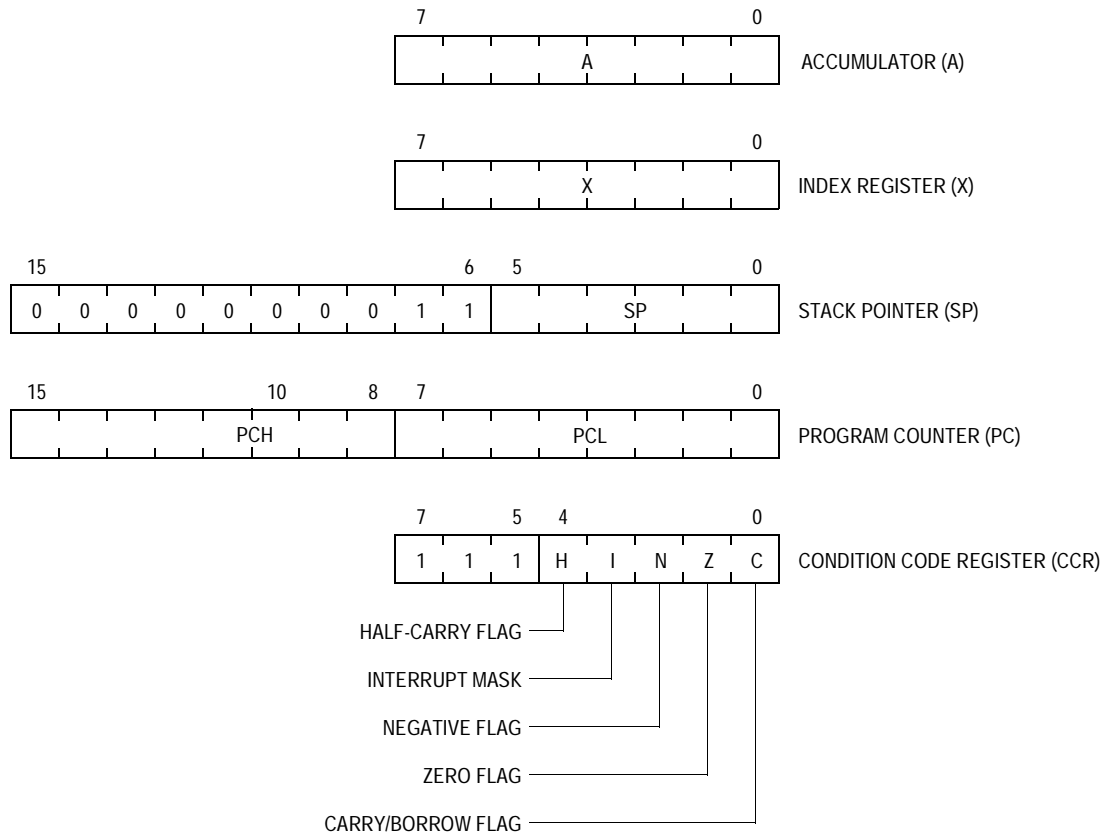 7 0
A ACCUMULATOR (A)
7 0
X INDEX REGISTER (X)
15 6 5 0
0 0 0 0 0 0 0 0 1 1 SP STACK POINTER (SP)
15 10 8 7 0
PCH PCL PROGRAM COUNTER (PC)
7 5 4 0
1 1 1 H I N Z C CONDITION CODE REGISTER (CCR)
HALF-CARRY FLAG
INTERRUPT MASK
NEGATIVE FLAG
ZERO FLAG
CARRY/BORROW FLAG